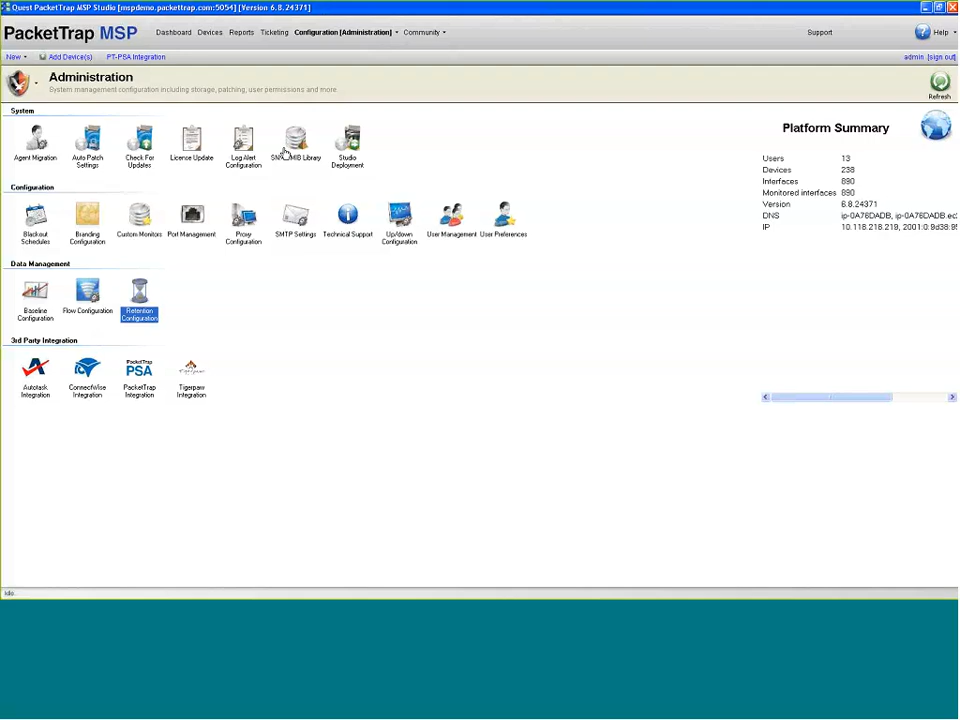 Quest PacketTrap MSP Studio [mspdemo.packettrap.com:5054] [Version 6.8.24371]
PacketTrap MSP
Dashboard Devices Reports Ticketing Configuration [Administration] Community Support Help
New Add Device(s) PT-PSA Integration admin [sign out]
Administration
System management configuration including storage, patching, user permissions and more.
Refresh
System
Agent Migration
Auto Patch Settings
Check For Updates
License Update
Log Alert Configuration
MIB Library
Studio Deployment
Configuration
Blackout Schedules
Branding Configuration
Custom Monitors
Port Management
Proxy Configuration
SMTP Settings
Technical Support
Up/down Configuration
User Management
User Preferences
Data Management
Baseline Configuration
Flow Configuration
Retention Configuration
3rd Party Integration
Autotask Integration
ConnectWise Integration
PacketTrap PSA
PacketTrap Integration
Tigerpaw Integration
Platform Summary
Users 13
Devices 238
Interfaces 890
Monitored interfaces 890
Version 6.8.24371
DNS ip-0A76DADB, ip-0A76DADB.ec
IP 10.118.218.219, 2001:0:9d38:
Idle.